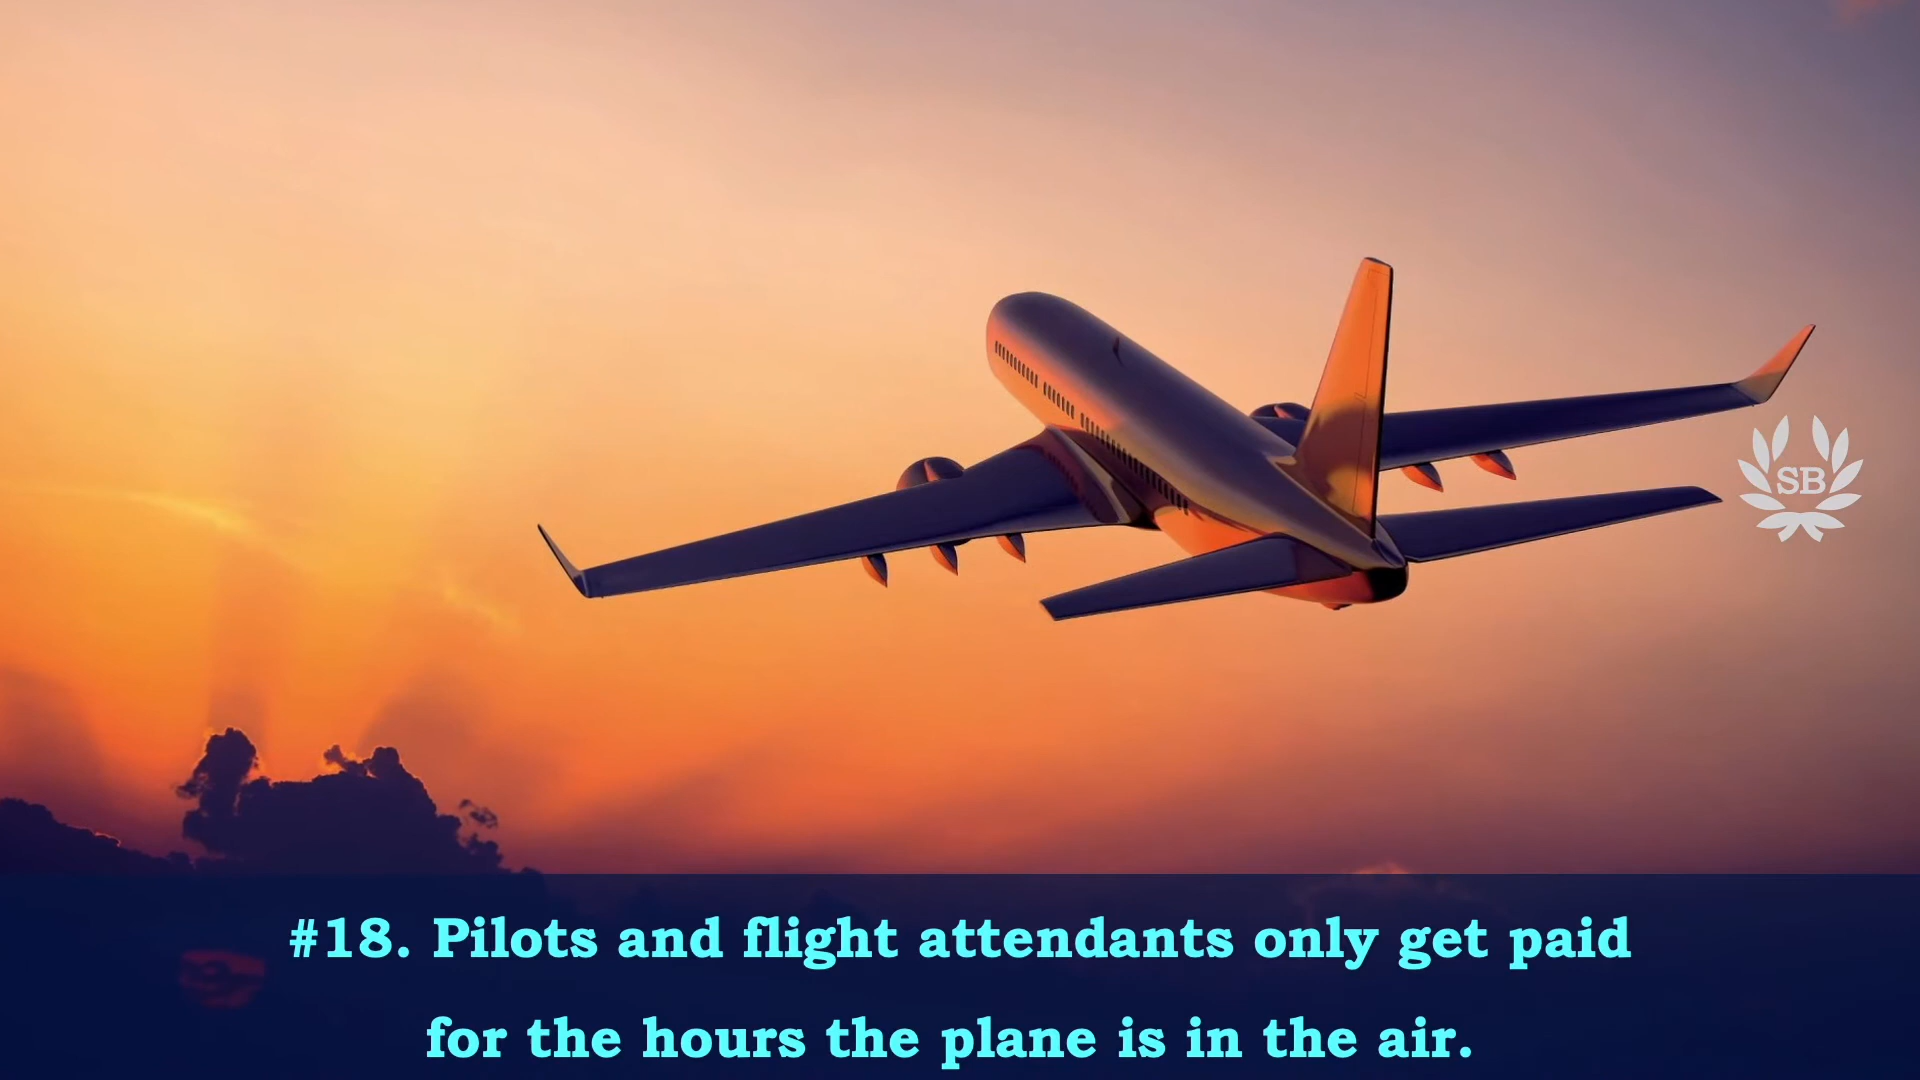 SB
#18. Pilots and flight attendants only get paid
for the hours the plane is in the air.